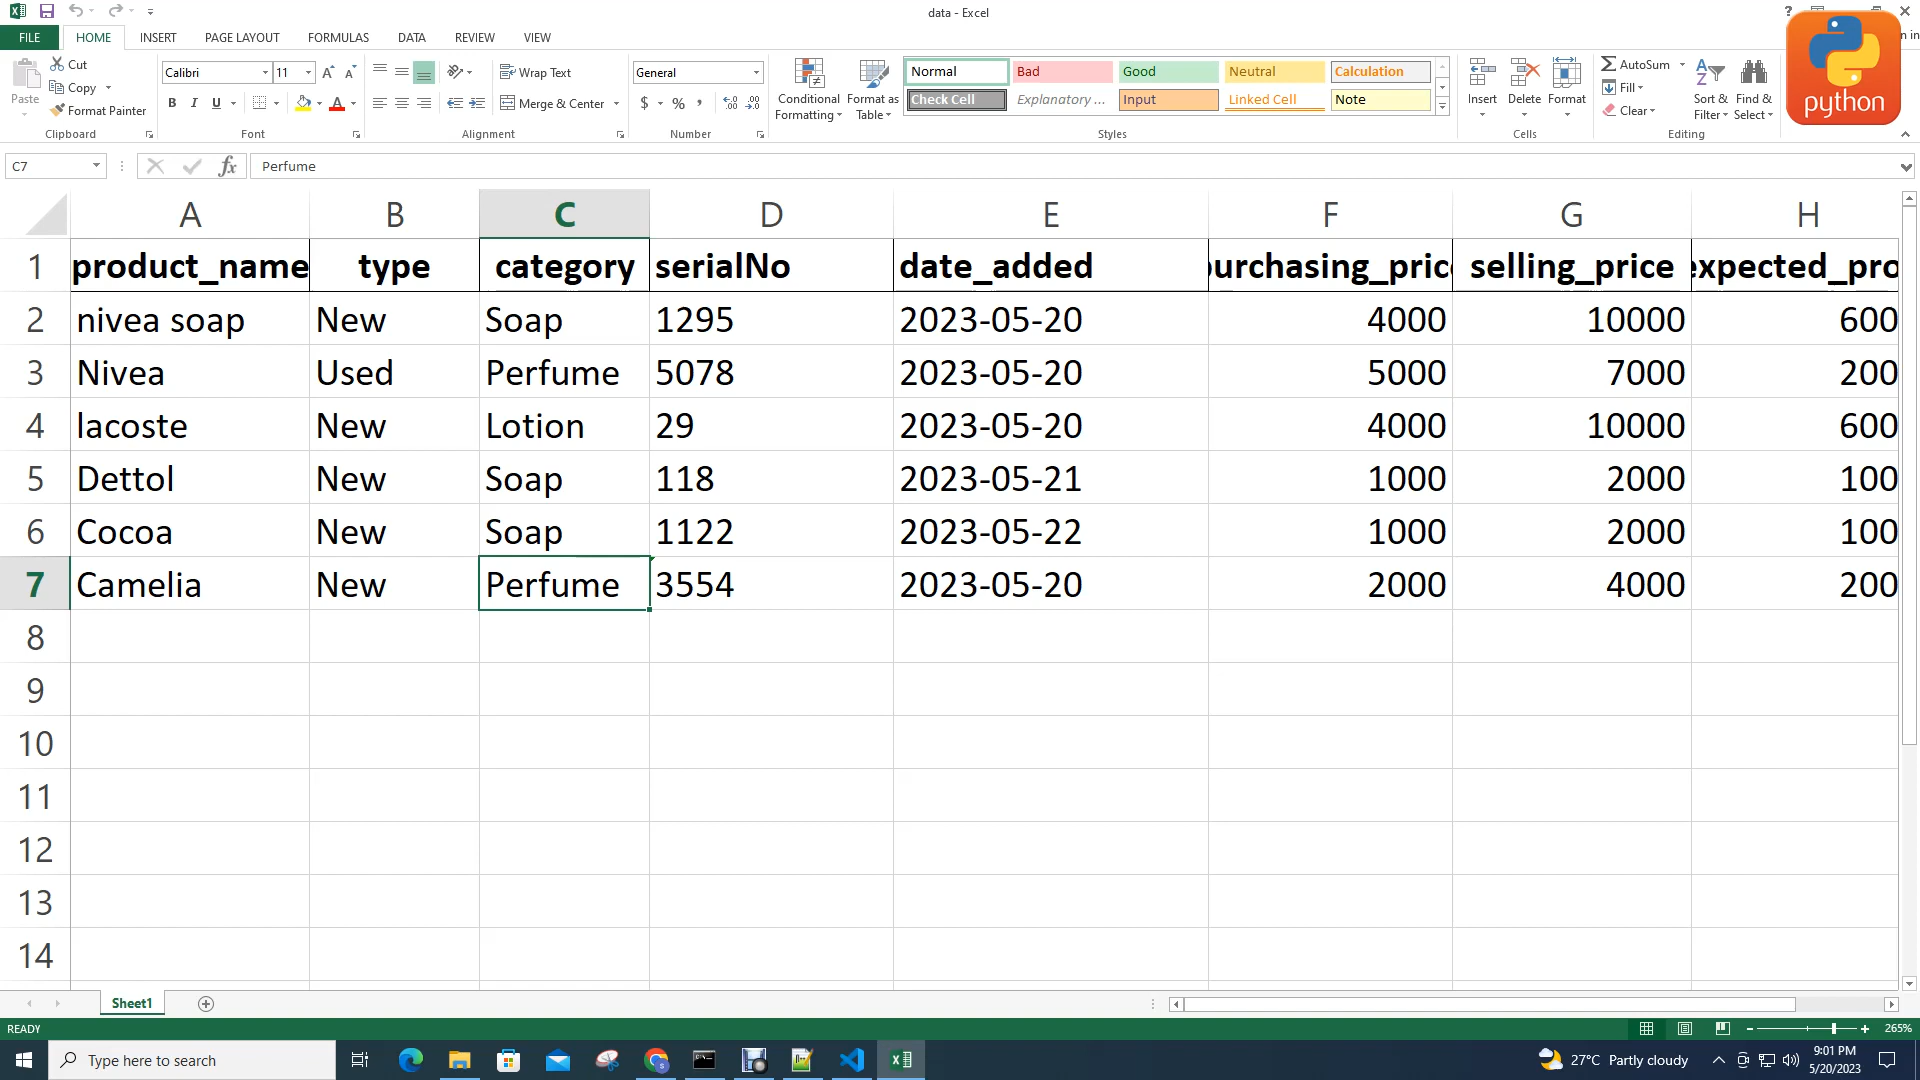 data - Excel
?
FILE HOME INSERT PAGE LAYOUT FORMULAS DATA REVIEW VIEW
n in
Paste Cut Copy Format Painter Clipboard
Calibri 11 B I U A Font
Wrap Text Merge & Center Alignment
General $ % , Number
Conditional Formatting Format as Table
Normal Bad Good Neutral Calculation
Check Cell Explanatory ... Input Linked Cell Note
Styles
Insert Delete Format Cells
AutoSum Fill Clear Sort & Filter Find & Select Editing
python
C7 fx Perfume
A B C D E F G H
1 product_name type category serialNo date_added purchasing_price selling_price expected_pro
2 nivea soap New Soap 1295 2023-05-20 4000 10000 600
3 Nivea Used Perfume 5078 2023-05-20 5000 7000 200
4 lacoste New Lotion 29 2023-05-20 4000 10000 600
5 Dettol New Soap 118 2023-05-21 1000 2000 100
6 Cocoa New Soap 1122 2023-05-22 1000 2000 100
7 Camelia New Perfume 3554 2023-05-20 2000 4000 200
8
9
10
11
12
13
14
Sheet1
READY 265%
Type here to search 27°C Partly cloudy 9:01 PM
5/20/2023